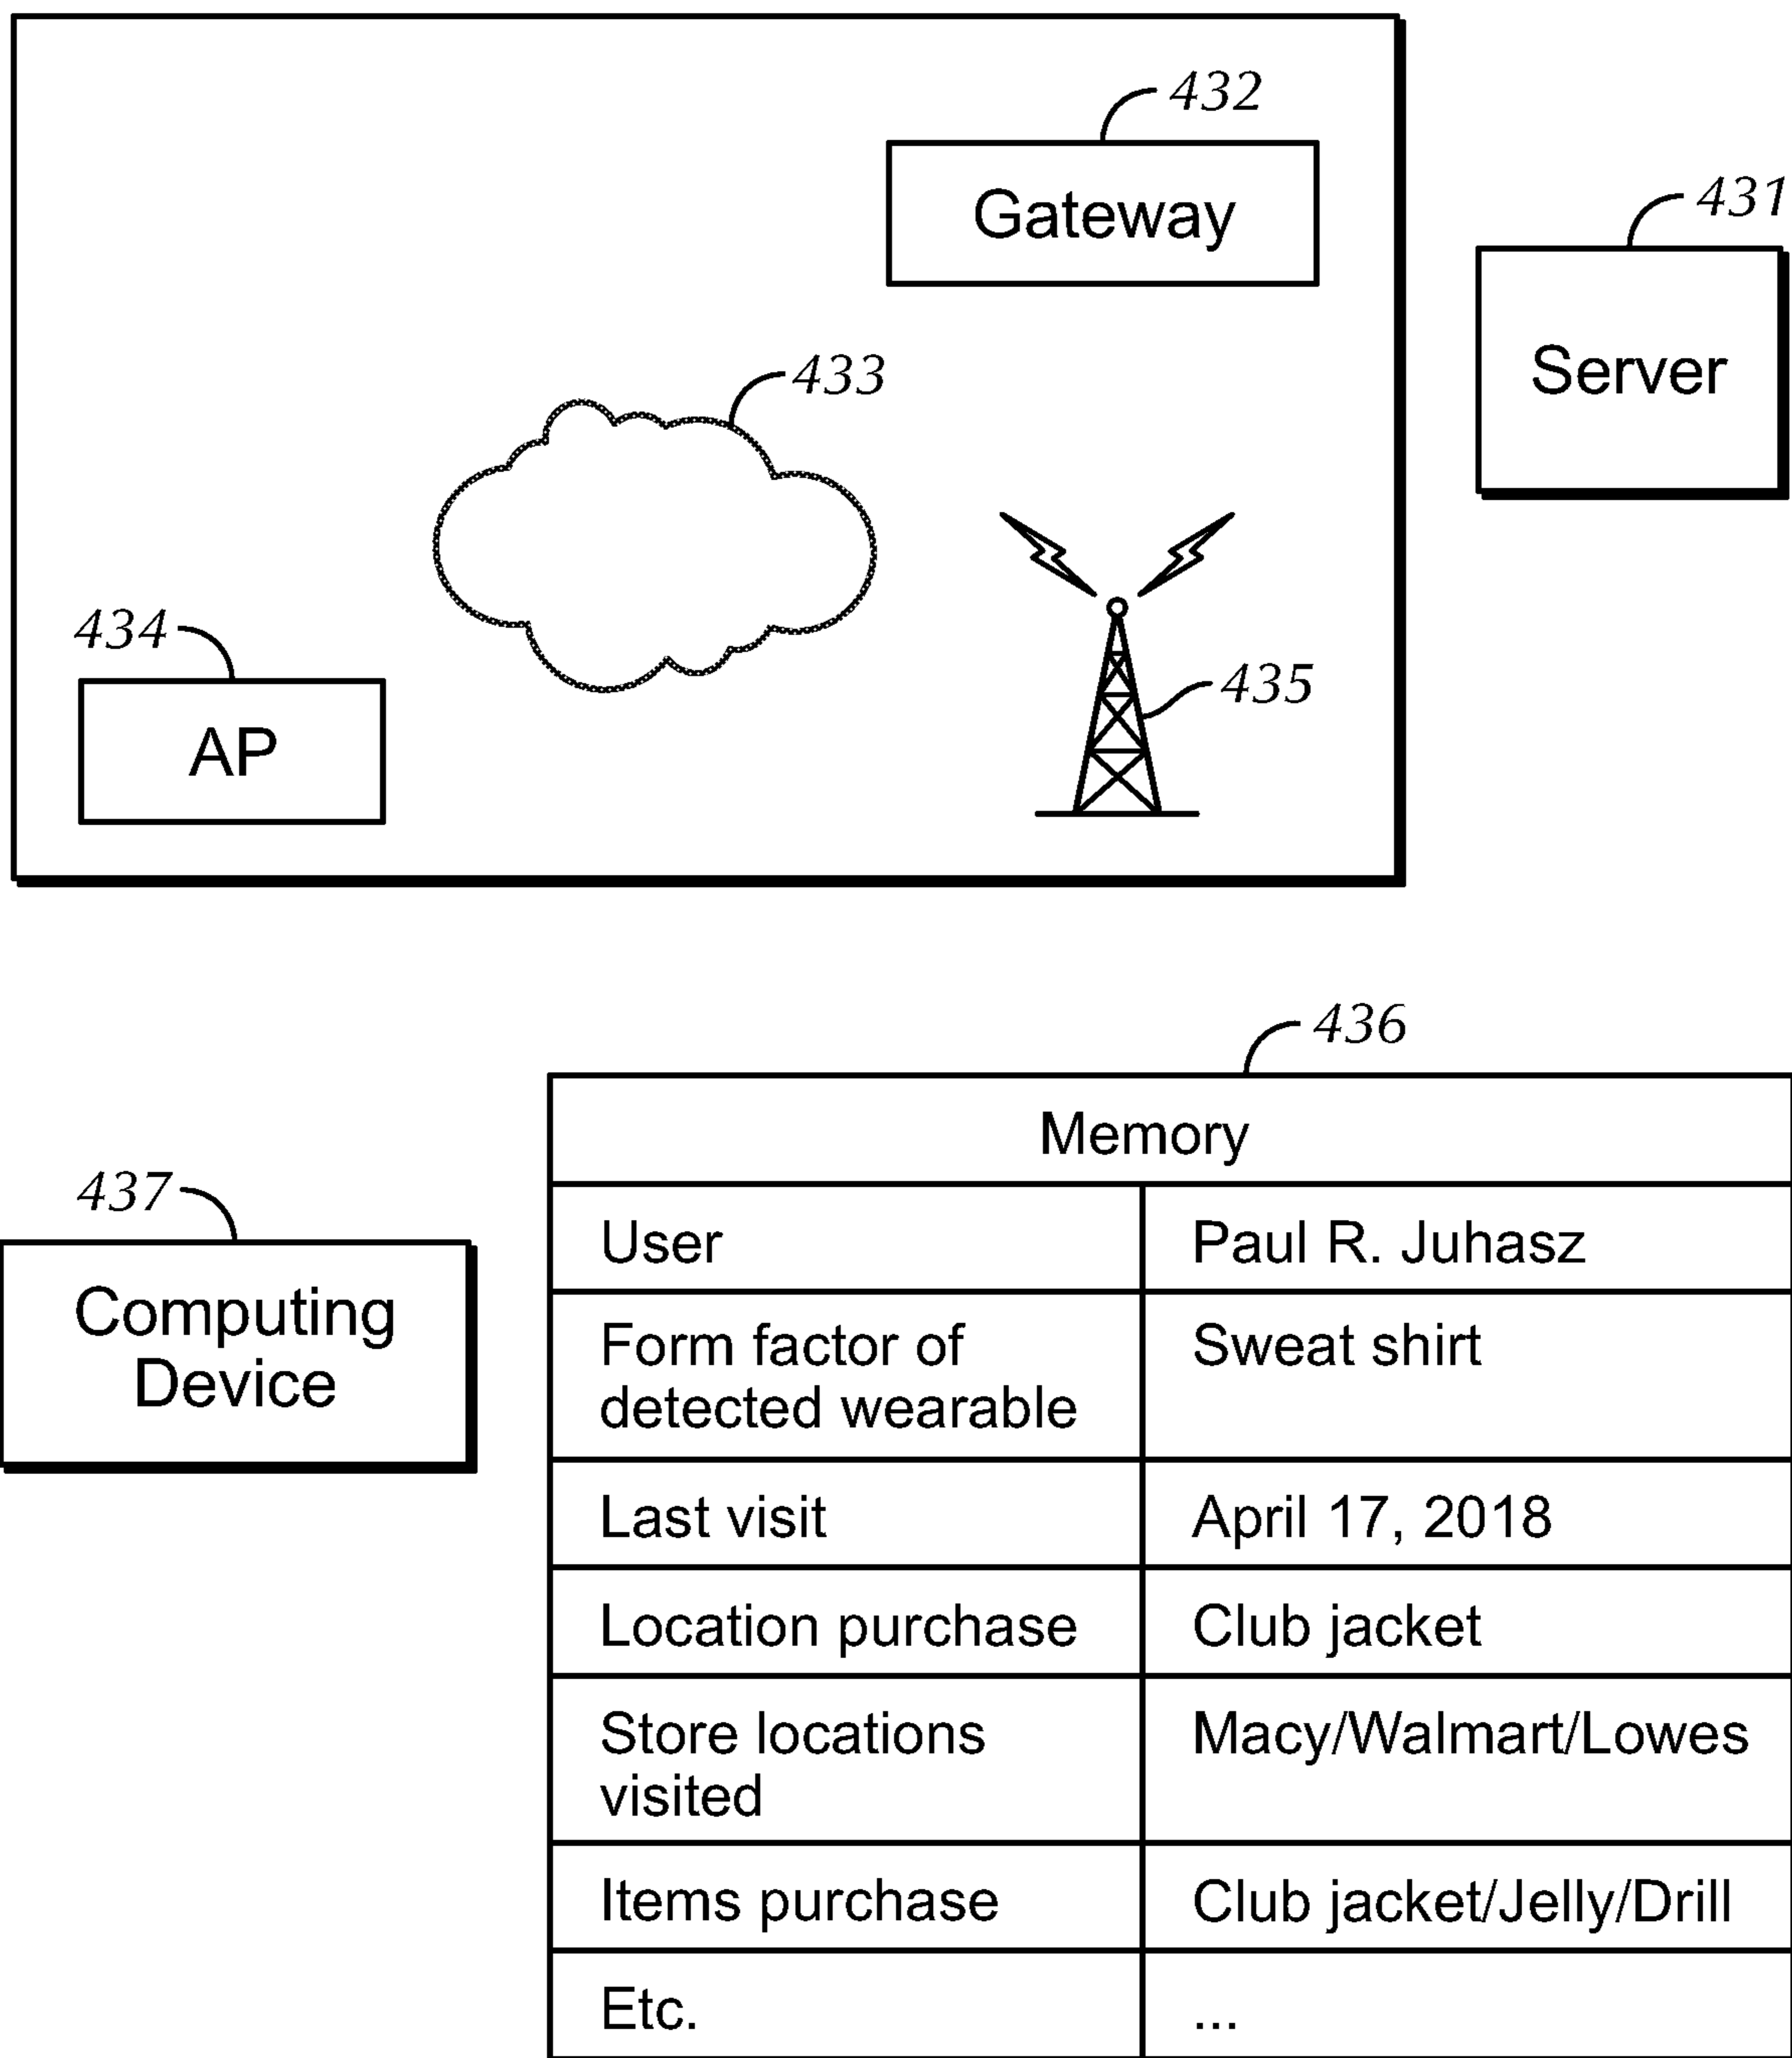 432
Gateway
431
Server
433
434
AP
435
436
Memory
437
Computing
Device
User Paul R. Juhasz
Form factor of Sweat shirt
detected wearable
Last visit April 17, 2018
Location purchase Club jacket
Store locations Macy/Walmart/Lowes
visited
Items purchase Club jacket/Jelly/Drill
Etc. ...